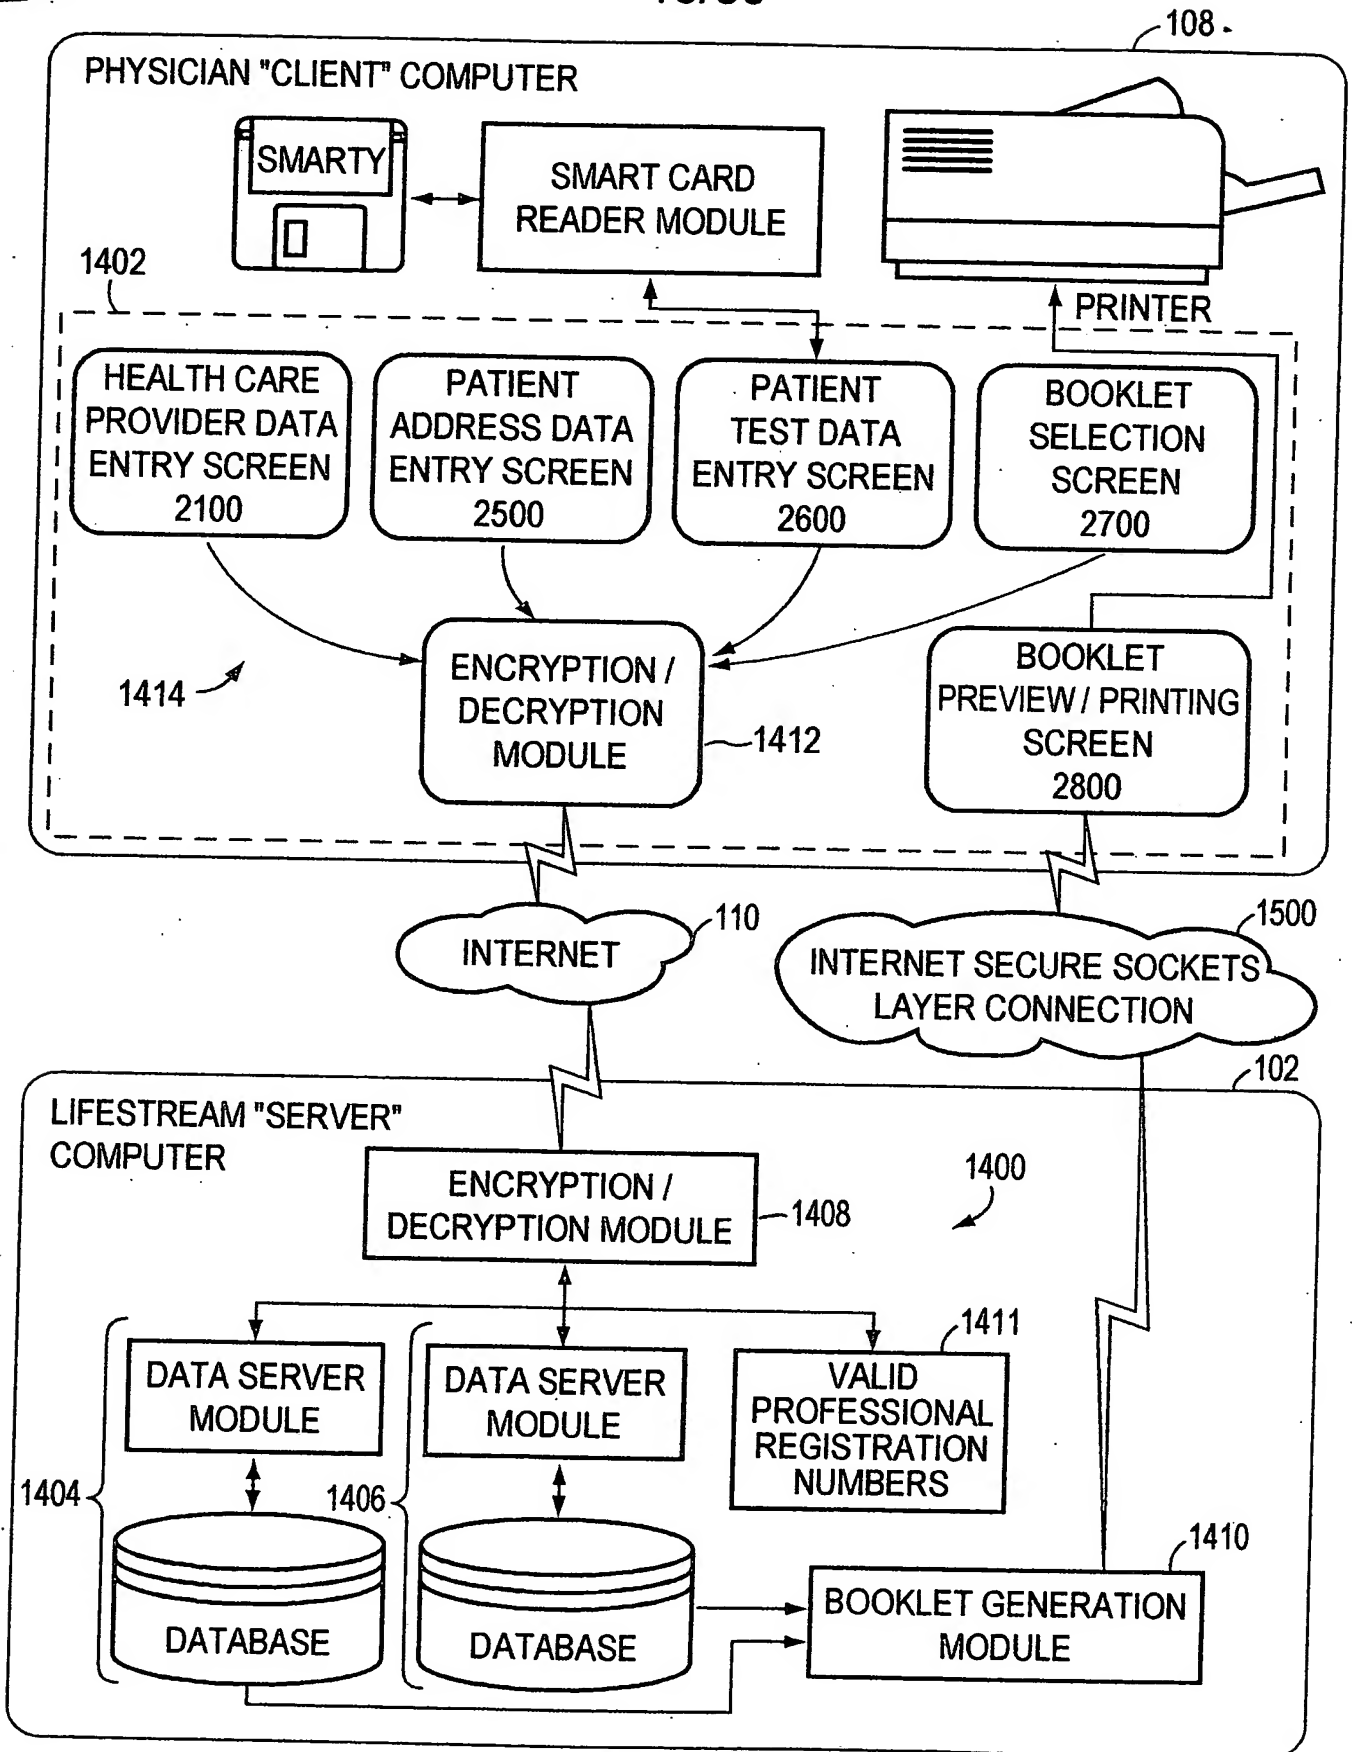 108
PHYSICIAN "CLIENT" COMPUTER
SMARTY
SMART CARD
READER MODULE
1402
PRINTER
HEALTH CARE
PROVIDER DATA
ENTRY SCREEN
2100
PATIENT
ADDRESS DATA
ENTRY SCREEN
2500
PATIENT
TEST DATA
ENTRY SCREEN
2600
BOOKLET
SELECTION
SCREEN
2700
1414
ENCRYPTION /
DECRYPTION
MODULE
1412
BOOKLET
PREVIEW / PRINTING
SCREEN
2800
INTERNET
110
1500
INTERNET SECURE SOCKETS
LAYER CONNECTION
102
LIFESTREAM "SERVER"
COMPUTER
ENCRYPTION /
DECRYPTION MODULE
1408
1400
1404
DATA SERVER
MODULE
DATABASE
1406
DATA SERVER
MODULE
DATABASE
1411
VALID
PROFESSIONAL
REGISTRATION
NUMBERS
1410
BOOKLET GENERATION
MODULE